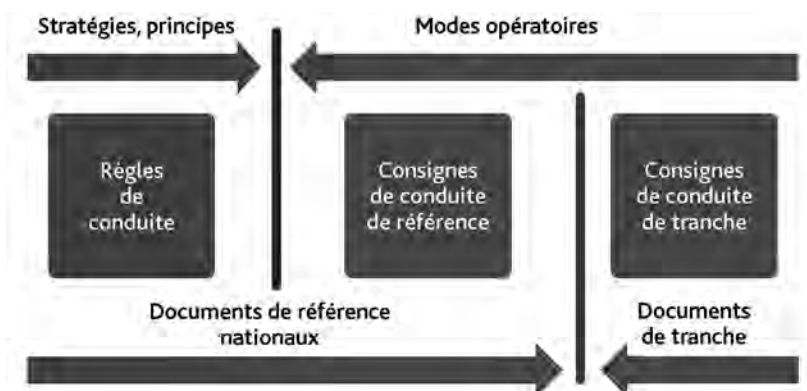 Stratégies, principes
Modes opératoires
Règles
de
conduite
Consignes
de conduite
de référence
Consignes
de conduite
de tranche
Documents de référence
nationaux
Documents
de tranche